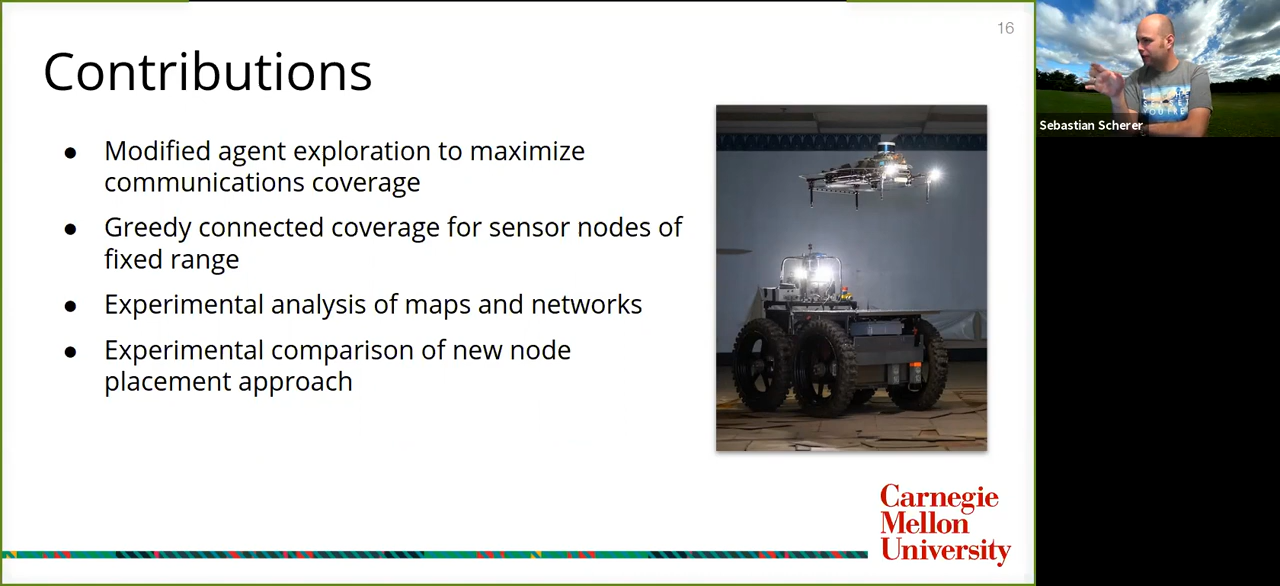 16
Contributions
● Modified agent exploration to maximize
communications coverage
● Greedy connected coverage for sensor nodes of
fixed range
● Experimental analysis of maps and networks
● Experimental comparison of new node
placement approach
Carnegie
Mellon
University
Sebastian Scherer